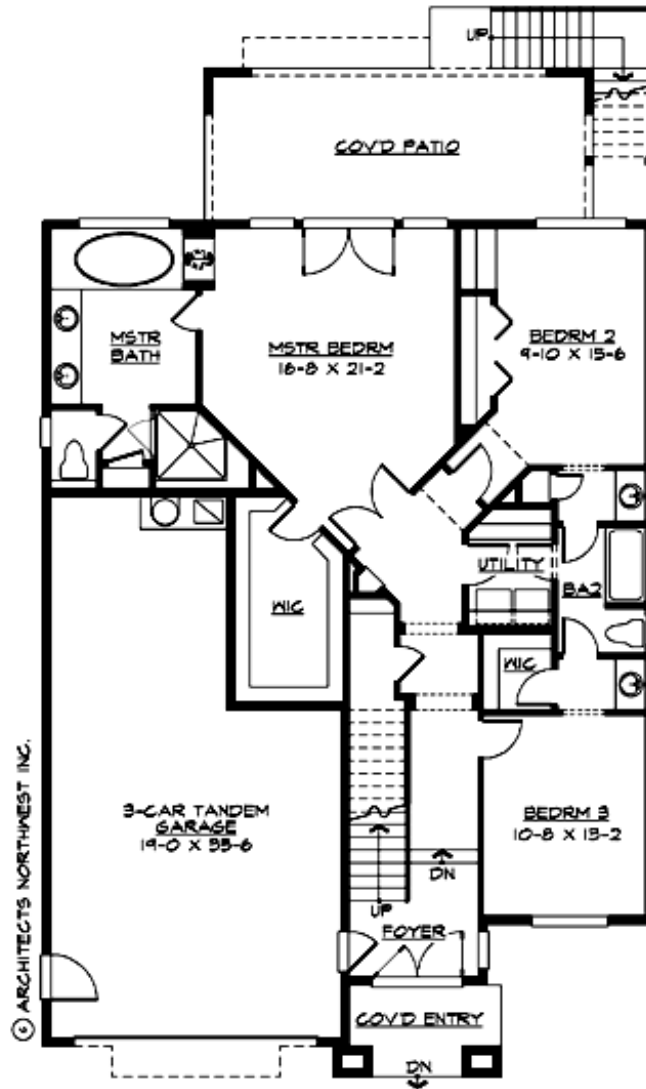 UP
COV'D PATIO
MSTR
BATH
MSTR BEDRM
16-8 X 21-2
BEDRM 2
9-10 X 15-6
UTILITY
BA2
WIC
WIC
3-CAR TANDEM
GARAGE
19-0 X 35-6
BEDRM 3
10-8 X 13-2
DN
UP
FOYER
COV'D ENTRY
DN
© ARCHITECTS NORTHWEST INC.